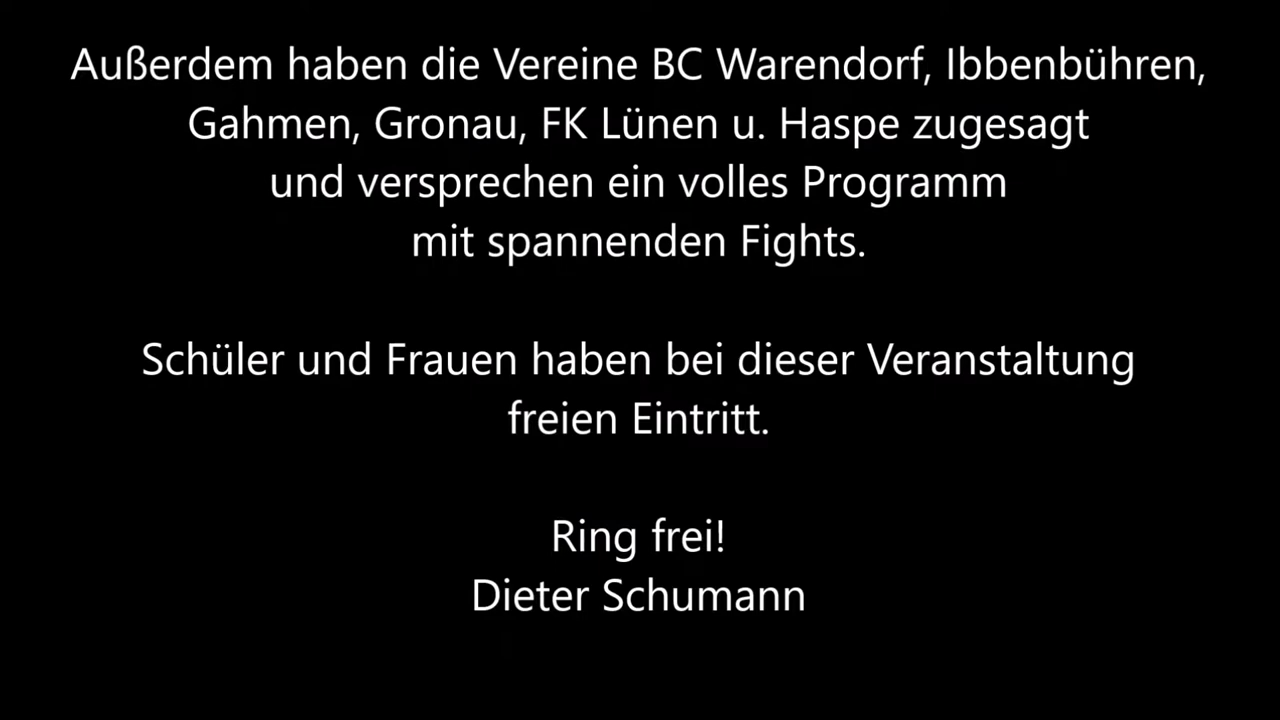 Außerdem haben die Vereine BC Warendorf, Ibbenbühren,
Gahmen, Gronau, FK Lünen u. Haspe zugesagt
und versprechen ein volles Programm
mit spannenden Fights.
Schüler und Frauen haben bei dieser Veranstaltung
freien Eintritt.
Ring frei!
Dieter Schumann